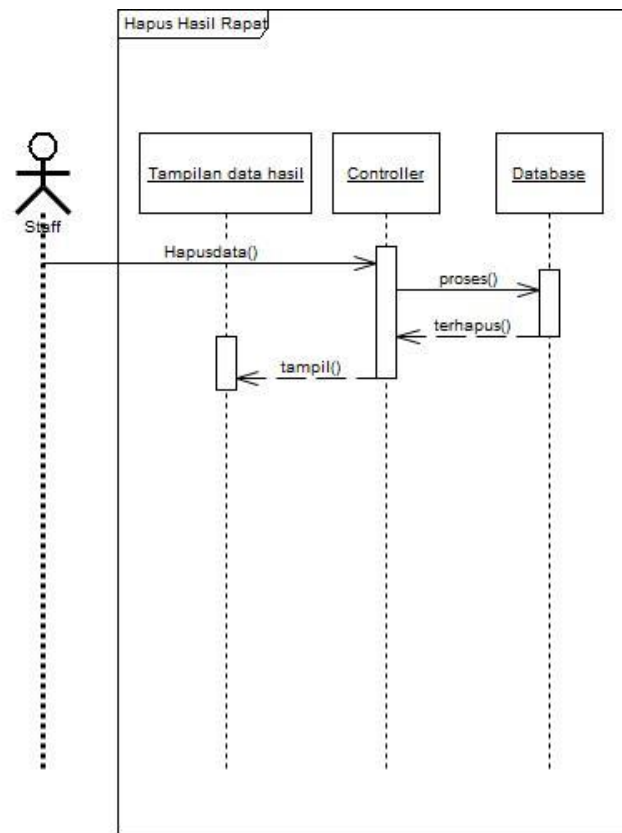 Hapus Hasil Rapat
Staff
Tampilan data hasil
Controller
Database
Hapusdata()
proses()
terhapus()
tampil()